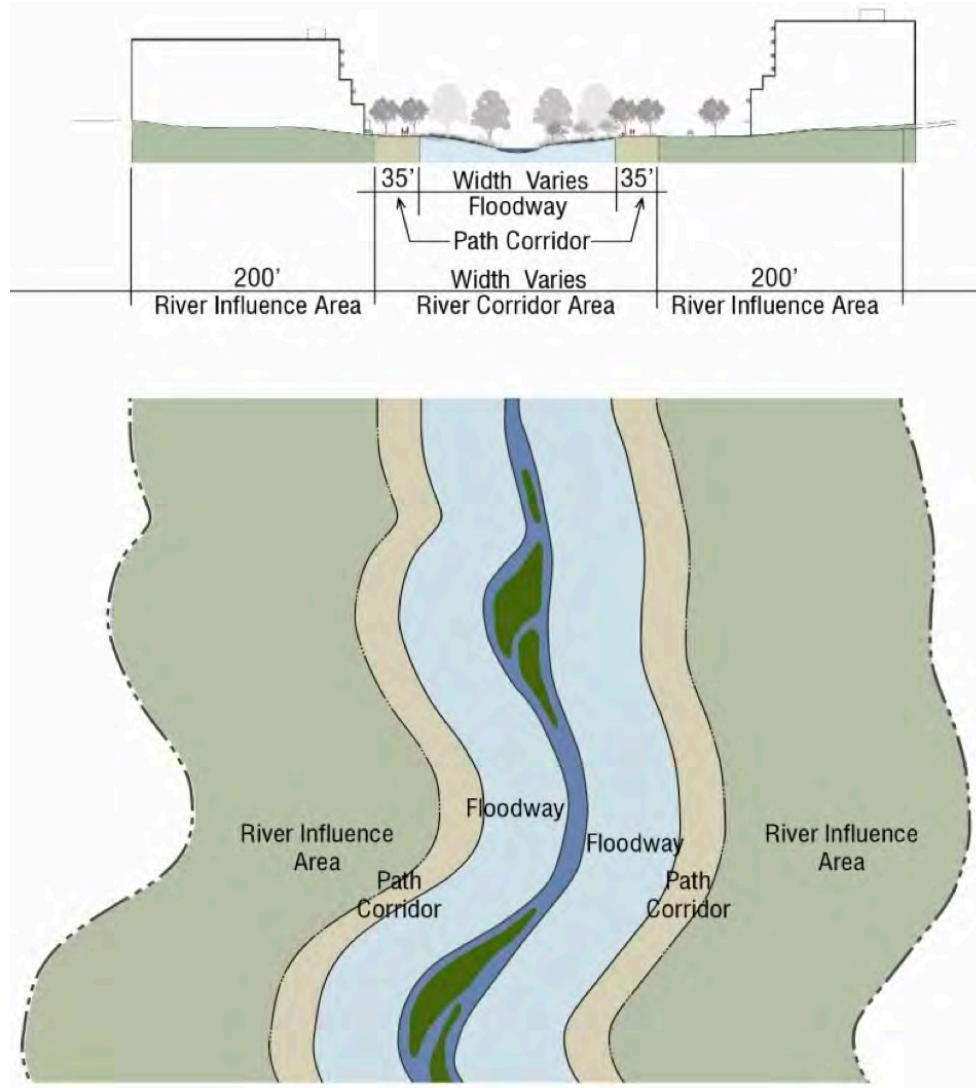 35' Width Varies 35'
Floodway
Path Corridor
200' Width Varies 200'
River Influence Area River Corridor Area River Influence Area
Floodway
River Influence
Area
Floodway
River Influence
Area
Path
Corridor
Path
Corridor